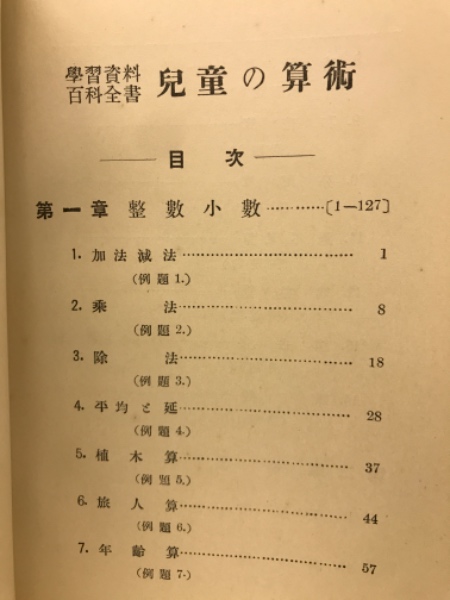 學習資料
百科全書 兒童の算術
目次
第一章 整數小數…………〔1—127〕
1. 加法減法…………………………… 1
(例題 1.)
2. 乘法…………………………… 8
(例題 2.)
3. 除法…………………………… 18
(例題 3.)
4. 平均と延…………………………… 28
(例題 4.)
5. 植木算…………………………… 37
(例題 5.)
6. 旅人算…………………………… 44
(例題 6.)
7. 年齡算…………………………… 57
(例題 7.)